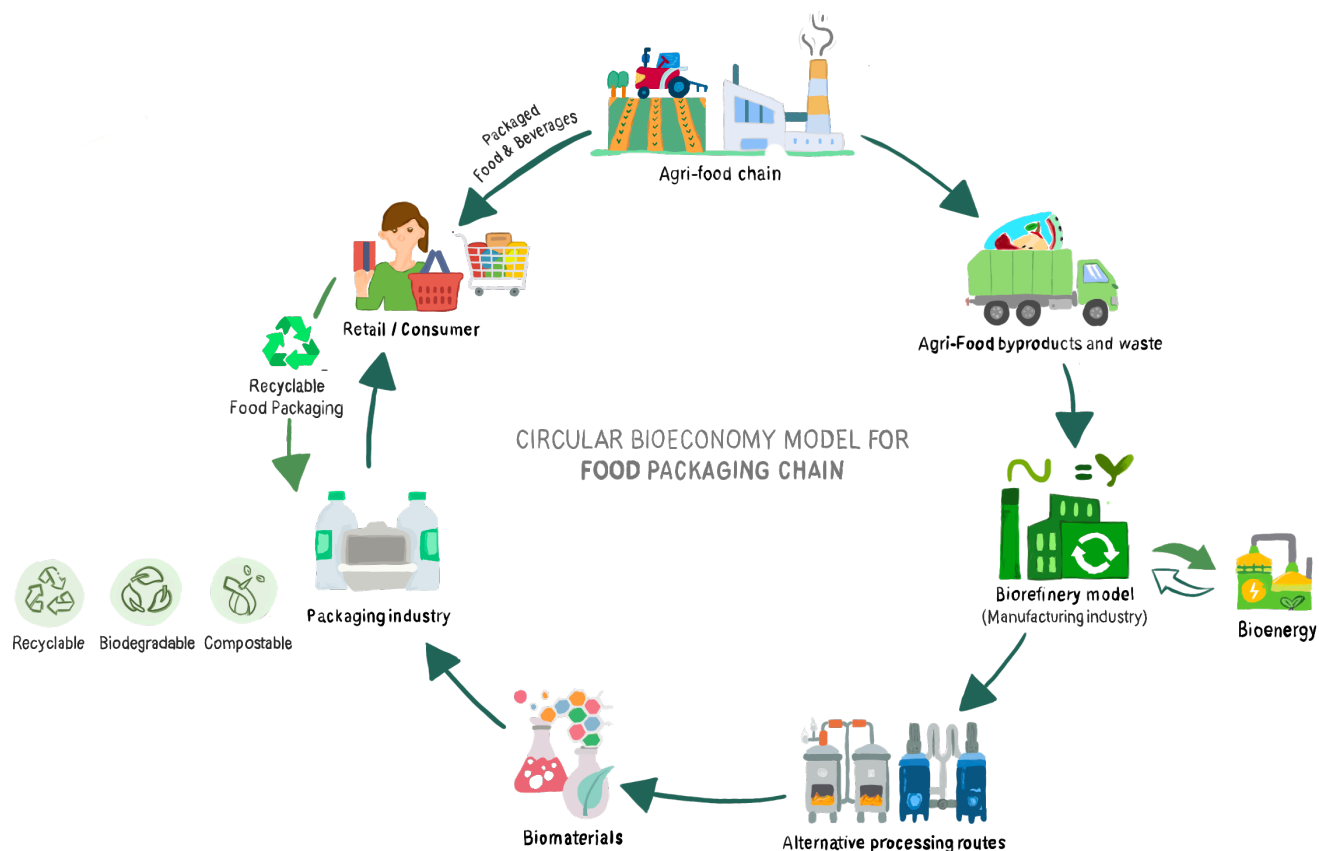 Packaged
Food & Beverages
Agri-food chain
Retail / Consumer
Agri-Food byproducts and waste
Recyclable
Food Packaging
CIRCULAR BIOECONOMY MODEL FOR
FOOD PACKAGING CHAIN
Packaging industry
Biorefinery model
(Manufacturing industry)
Bioenergy
Recyclable
Biodegradable
Compostable
Biomaterials
Alternative processing routes